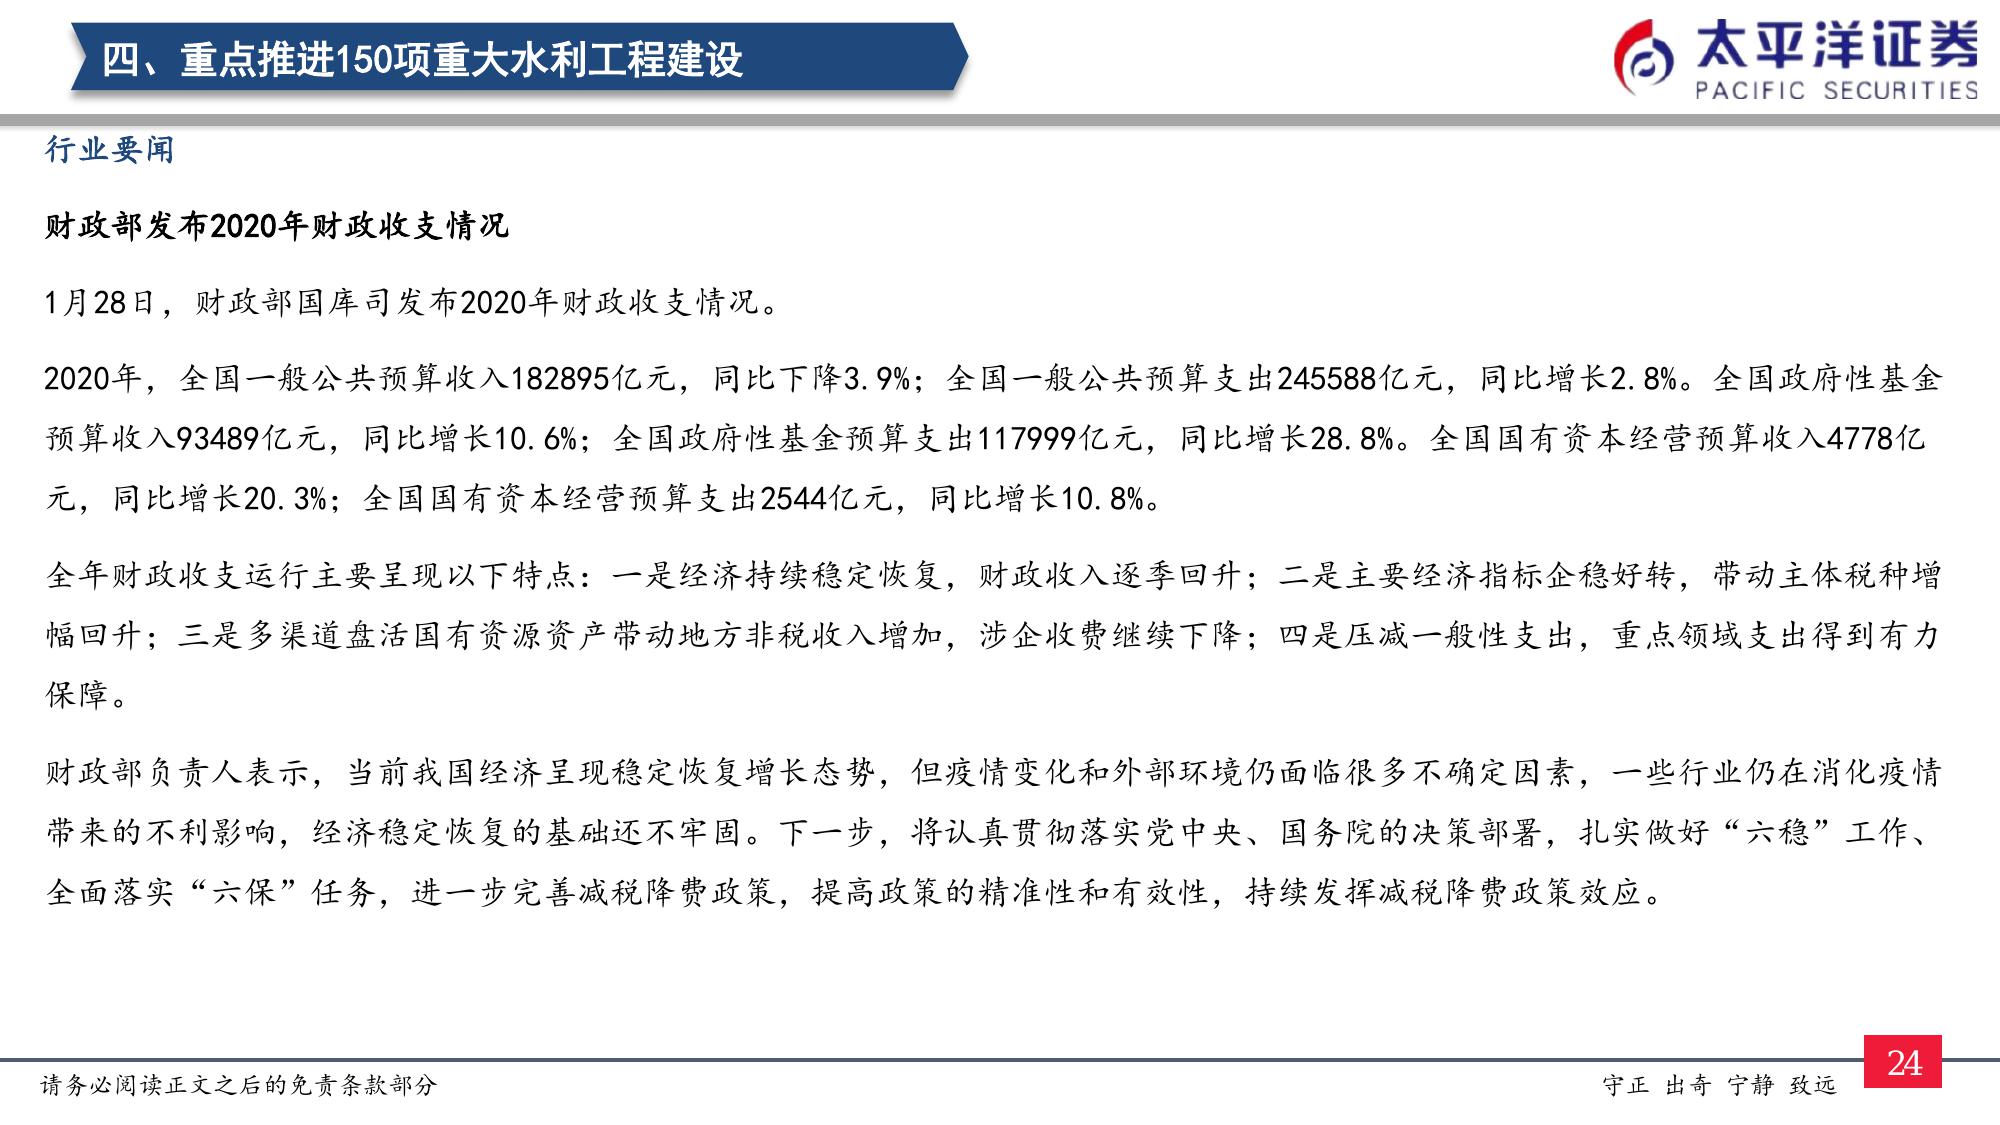 四、重点推进150项重大水利工程建设
太平洋证券
PACIFIC SECURITIES
行业要闻
财政部发布2020年财政收支情况
1月28日，财政部国库司发布2020年财政收支情况。
2020年，全国一般公共预算收入182895亿元，同比下降3.9%；全国一般公共预算支出245588亿元，同比增长2.8%。全国政府性基金
预算收入93489亿元，同比增长10.6%；全国政府性基金预算支出117999亿元，同比增长28.8%。全国国有资本经营预算收入4778亿
元，同比增长20.3%；全国国有资本经营预算支出2544亿元，同比增长10.8%。
全年财政收支运行主要呈现以下特点：一是经济持续稳定恢复，财政收入逐季回升；二是主要经济指标企稳好转，带动主体税种增
幅回升；三是多渠道盘活国有资源资产带动地方非税收入增加，涉企收费继续下降；四是压减一般性支出，重点领域支出得到有力
保障。
财政部负责人表示，当前我国经济呈现稳定恢复增长态势，但疫情变化和外部环境仍面临很多不确定因素，一些行业仍在消化疫情
带来的不利影响，经济稳定恢复的基础还不牢固。下一步，将认真贯彻落实党中央、国务院的决策部署，扎实做好“六稳”工作、
全面落实“六保”任务，进一步完善减税降费政策，提高政策的精准性和有效性，持续发挥减税降费政策效应。
请务必阅读正文之后的免责条款部分
守正 出奇 宁静 致远
24